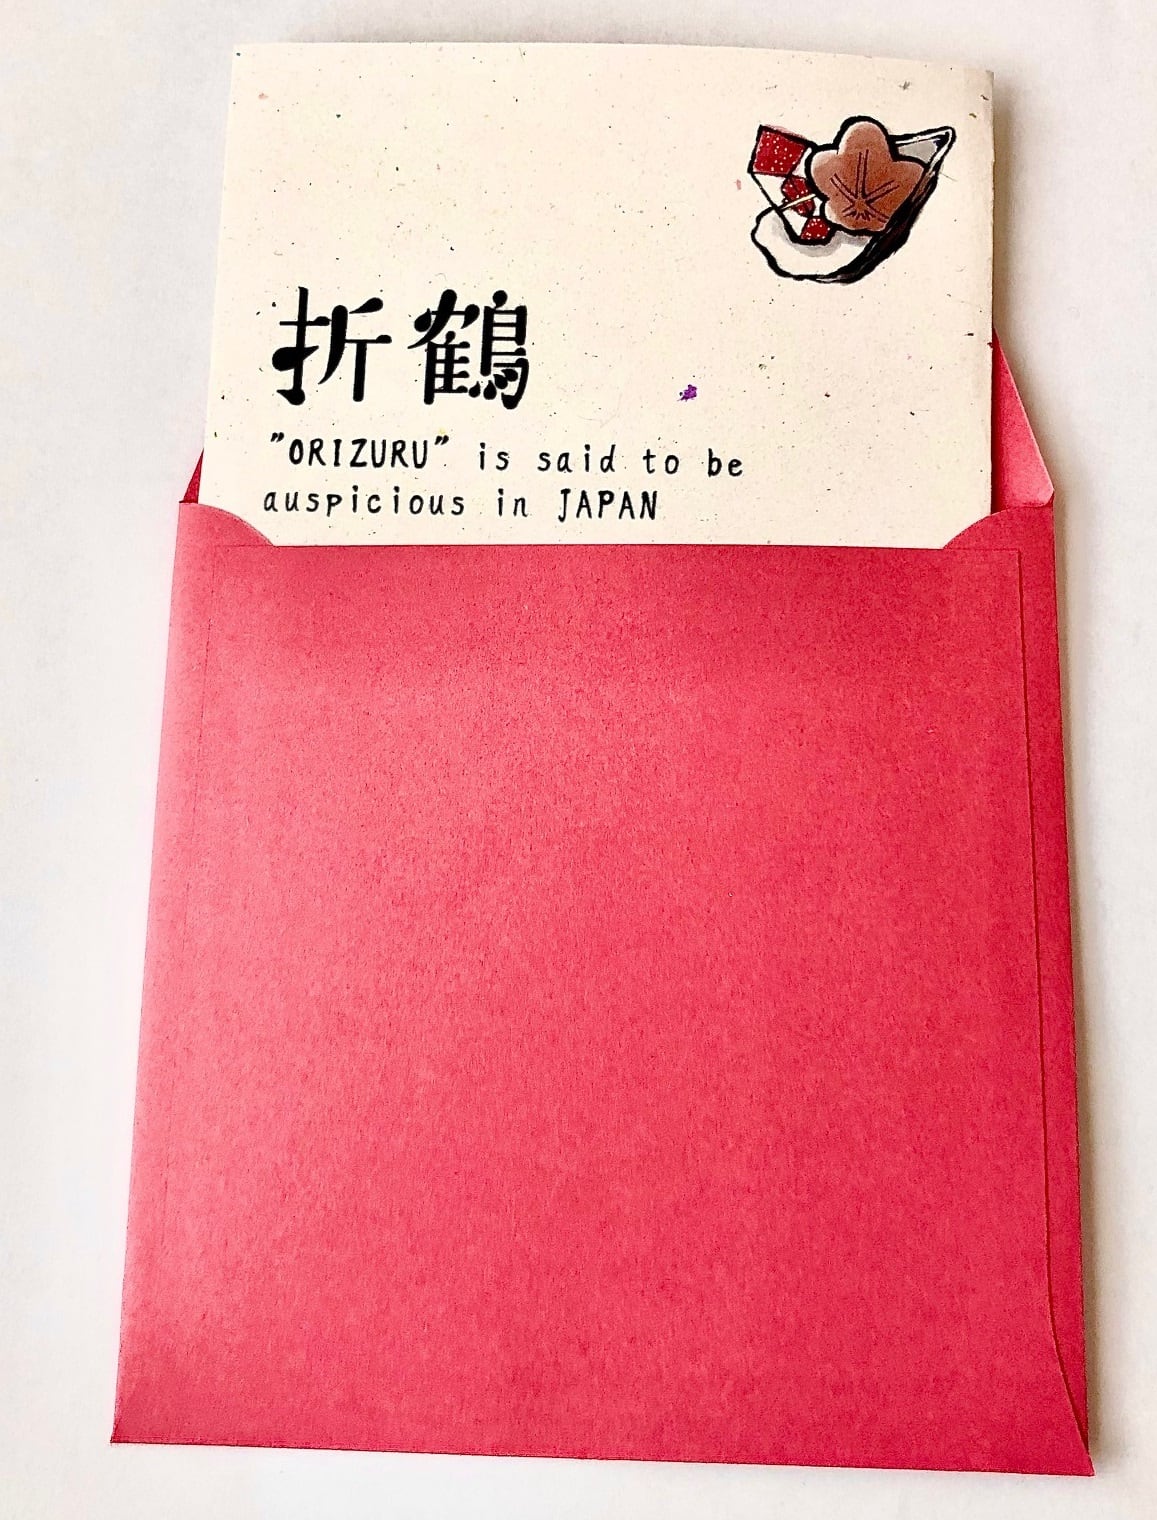 折鶴
"ORIZURU" is said to be
auspicious in JAPAN